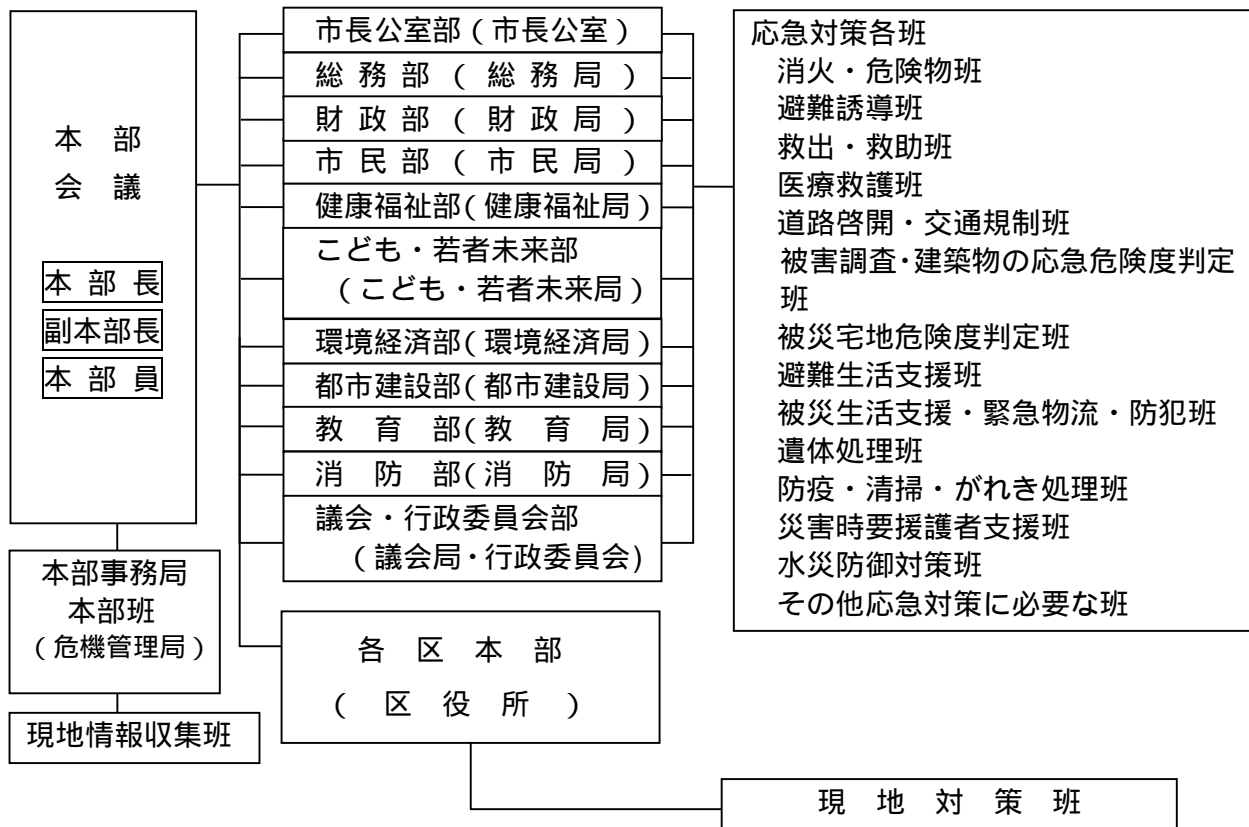 本 部
会 議
本 部 長
副本部長
本 部 員
本部事務局
本部班
(危機管理局)
現地情報収集班
市長公室部(市長公室)
総 務 部 ( 総 務 局 )
財 政 部 ( 財 政 局 )
市 民 部 ( 市 民 局 )
健康福祉部(健康福祉局)
こども・若者未来部
(こども・若者未来局)
環境経済部(環境経済局)
都市建設部(都市建設局)
教 育 部(教 育 局)
消 防 部(消 防 局)
議会・行政委員会部
(議会局・行政委員会)
各 区 本 部
( 区 役 所 )
応急対策各班
消火・危険物班
避難誘導班
救出・救助班
医療救護班
道路啓開・交通規制班
被害調査・建築物の応急危険度判定
班
被災宅地危険度判定班
避難生活支援班
被災生活支援・緊急物流・防犯班
遺体処理班
防疫・清掃・がれき処理班
災害時要援護者支援班
水災防御対策班
その他応急対策に必要な班
現 地 対 策 班